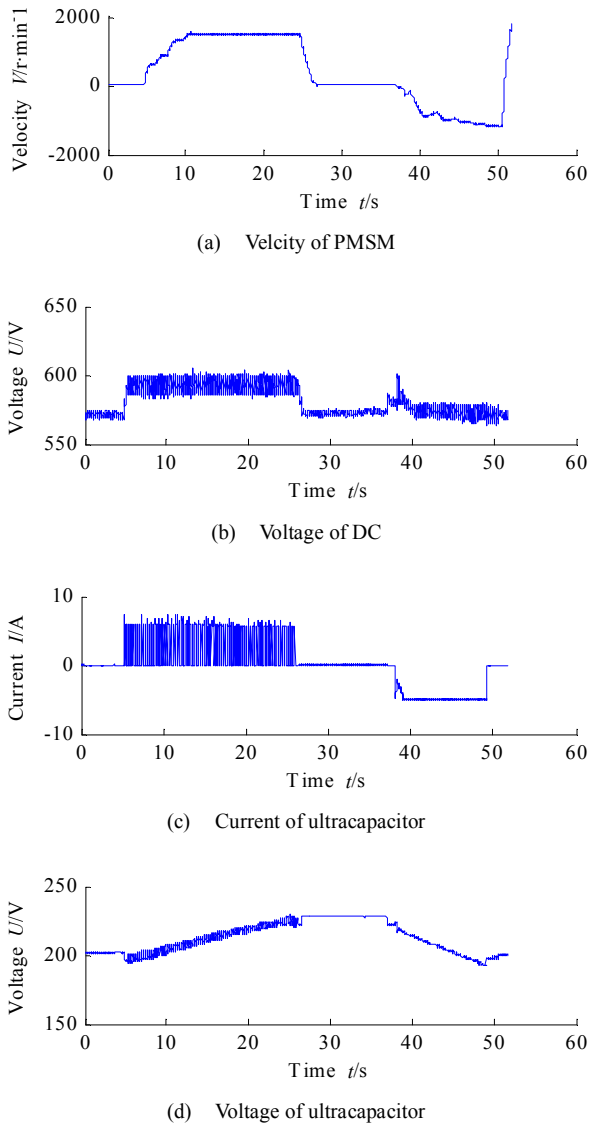 2000
0
-2000
Velocity V/r·min⁻¹
0 10 20 30 40 50 60
Time t/s
(a) Velcity of PMSM
650
600
550
Voltage U/V
0 10 20 30 40 50 60
Time t/s
(b) Voltage of DC
10
0
-10
Current I/A
0 10 20 30 40 50 60
Time t/s
(c) Current of ultracapacitor
250
200
150
Voltage U/V
0 10 20 30 40 50 60
Time t/s
(d) Voltage of ultracapacitor